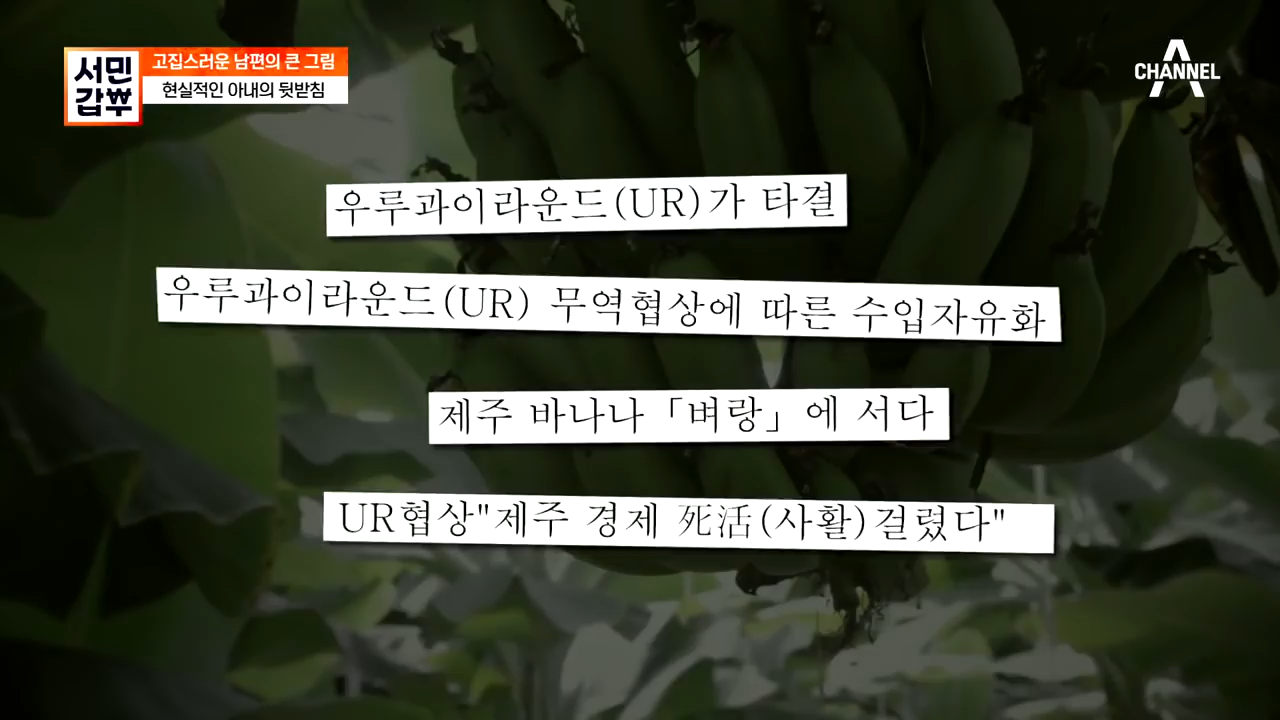 서민
갑부
고집스러운 남편의 큰 그림
현실적인 아내의 뒷받침
CHANNEL A
우루과이라운드(UR)가 타결
우루과이라운드(UR) 무역협상에 따른 수입자유화
제주 바나나「벼랑」에 서다
UR협상"제주 경제 死活(사활)걸렸다"